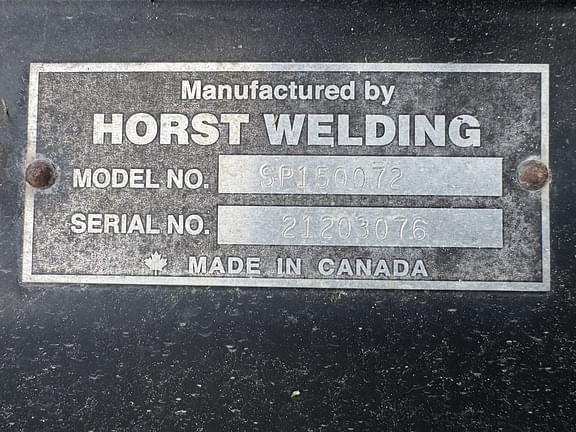 Manufactured by
HORST WELDING
MODEL NO. SP150072
SERIAL NO. 21203076
MADE IN CANADA